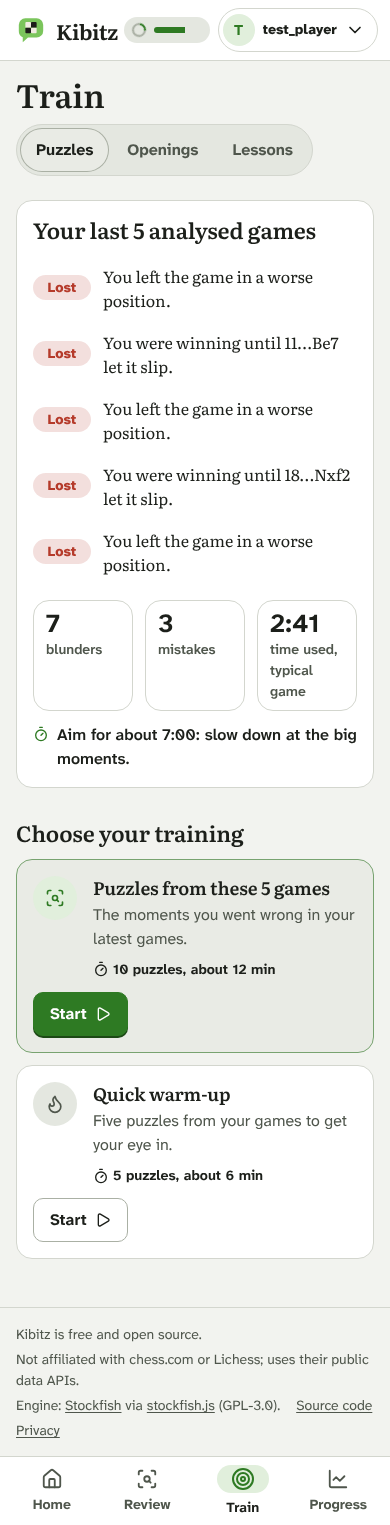 Kibitz
T test_player
Train
Puzzles Openings Lessons
Your last 5 analysed games
Lost You left the game in a worse
position.
Lost You were winning until 11…Be7
let it slip.
Lost You left the game in a worse
position.
Lost You were winning until 18…Nxf2
let it slip.
Lost You left the game in a worse
position.
7 3 2:41
blunders mistakes time used,
typical
game
Aim for about 7:00: slow down at the big
moments.
Choose your training
Puzzles from these 5 games
The moments you went wrong in your
latest games.
10 puzzles, about 12 min
Start
Quick warm-up
Five puzzles from your games to get
your eye in.
5 puzzles, about 6 min
Start
Kibitz is free and open source.
Not affiliated with chess.com or Lichess; uses their public
data APIs.
Engine: Stockfish via stockfish.js (GPL-3.0). Source code
Privacy
Home Review Train Progress